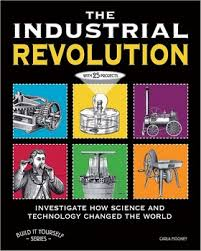 THE
INDUSTRIAL
REVOLUTION
WITH 25 PROJECTS
INVESTIGATE HOW SCIENCE AND
TECHNOLOGY CHANGED THE WORLD
BUILD IT YOURSELF
SERIES
CARLA MOONEY